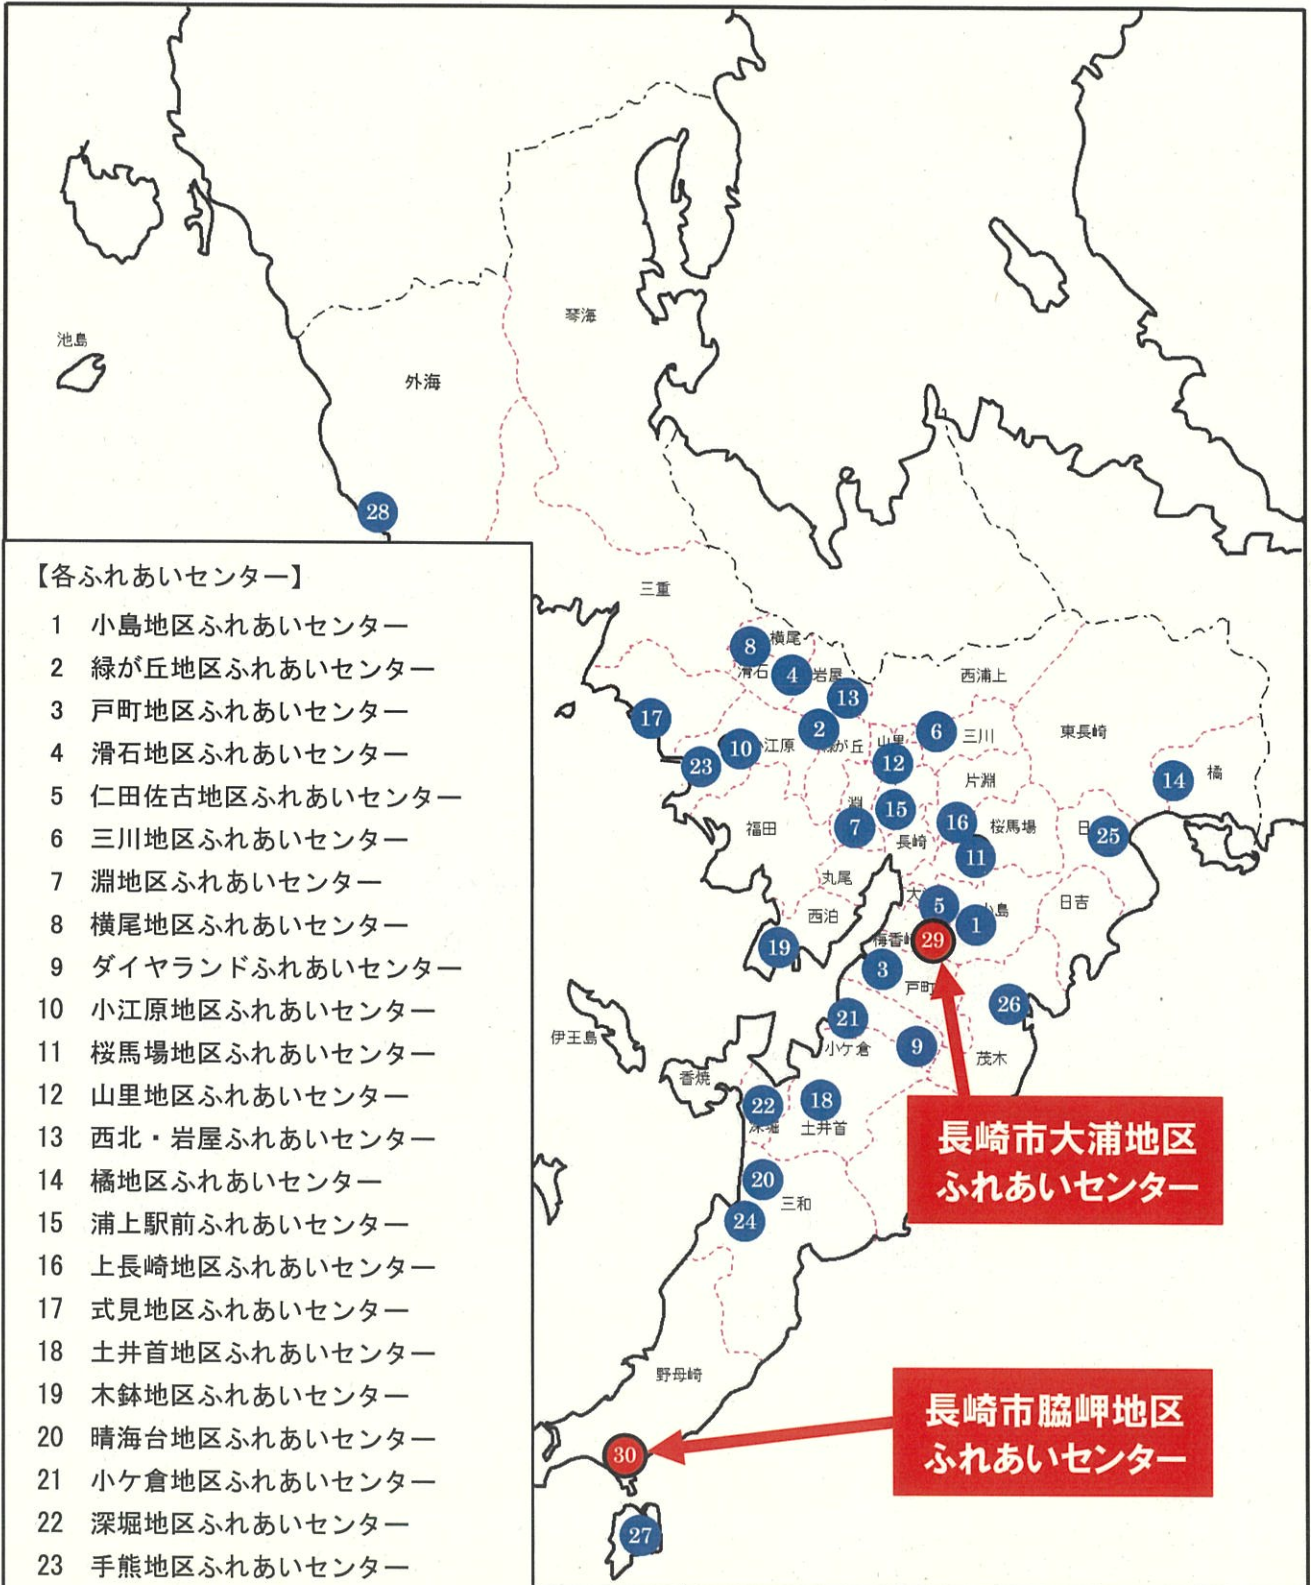 池島
外海
琴海
28
【各ふれあいセンター】
1 小島地区ふれあいセンター
2 緑が丘地区ふれあいセンター
3 戸町地区ふれあいセンター
4 滑石地区ふれあいセンター
5 仁田佐古地区ふれあいセンター
6 三川地区ふれあいセンター
7 淵地区ふれあいセンター
8 横尾地区ふれあいセンター
9 ダイヤランドふれあいセンター
10 小江原地区ふれあいセンター
11 桜馬場地区ふれあいセンター
12 山里地区ふれあいセンター
13 西北・岩屋ふれあいセンター
14 橘地区ふれあいセンター
15 浦上駅前ふれあいセンター
16 上長崎地区ふれあいセンター
17 式見地区ふれあいセンター
18 土井首地区ふれあいセンター
19 木鉢地区ふれあいセンター
20 晴海台地区ふれあいセンター
21 小ケ倉地区ふれあいセンター
22 深堀地区ふれあいセンター
23 手熊地区ふれあいセンター
三重
横尾
8
滑石
4
岩屋
13
西浦上
17
10
江原
2
が丘
山里
6
三川
東長崎
23
12
片淵
14
橘
福田
淵
7
15
長崎
16
桜馬場
11
日
25
丸尾
西泊
大
5
小島
1
日吉
19
梅香崎
29
3
戸町
26
21
小ケ倉
9
茂木
伊王島
香焼
22
深堀
18
土井首
長崎市大浦地区
ふれあいセンター
20
三和
24
野母崎
長崎市脇岬地区
ふれあいセンター
30
27